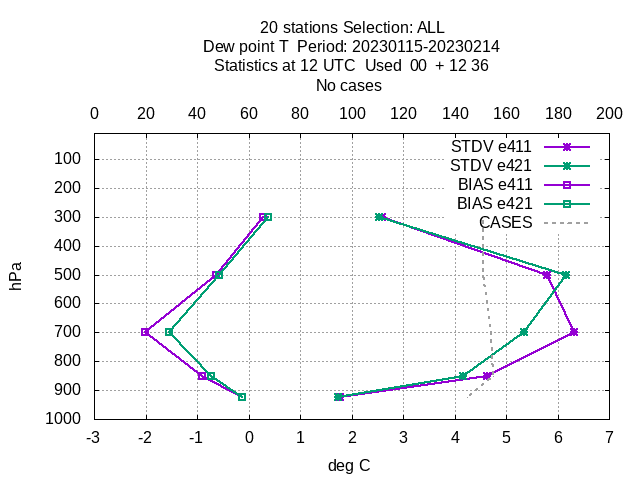 20 stations Selection: ALL
Dew point T  Period: 20230115-20230214
Statistics at 12 UTC  Used  00  + 12 36
No cases
0 20 40 60 80 100 120 140 160 180 200
STDV e411
STDV e421
BIAS e411
BIAS e421
CASES
100
200
300
400
500
600
700
800
900
1000
hPa
-3 -2 -1 0 1 2 3 4 5 6 7
deg C